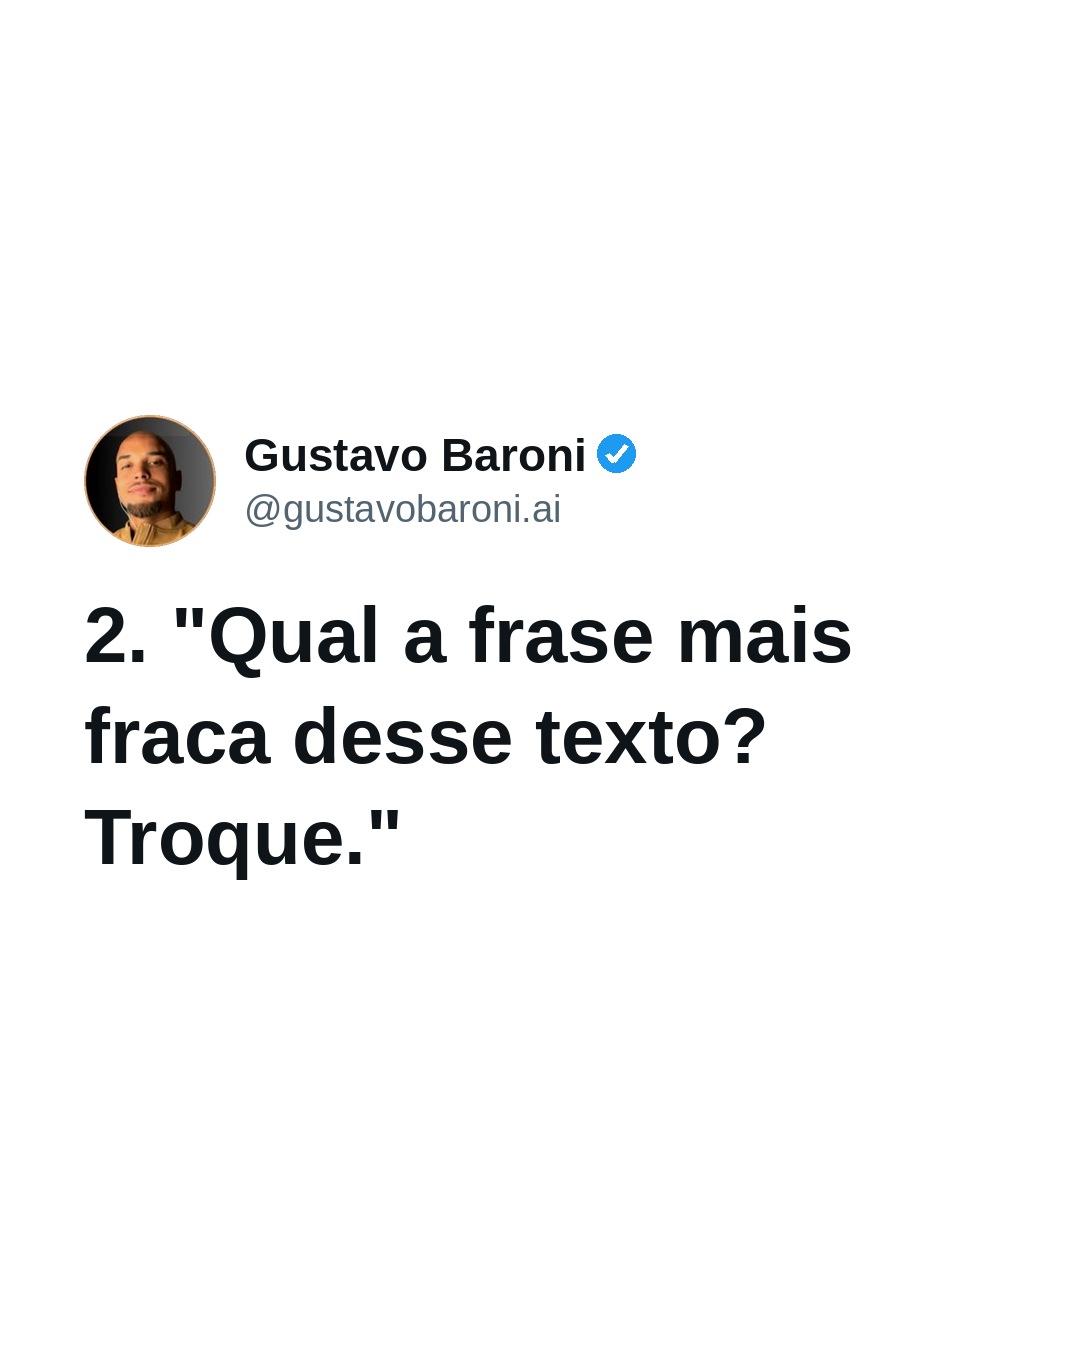 Gustavo Baroni
@gustavobaroni.ai
2. "Qual a frase mais
fraca desse texto?
Troque."